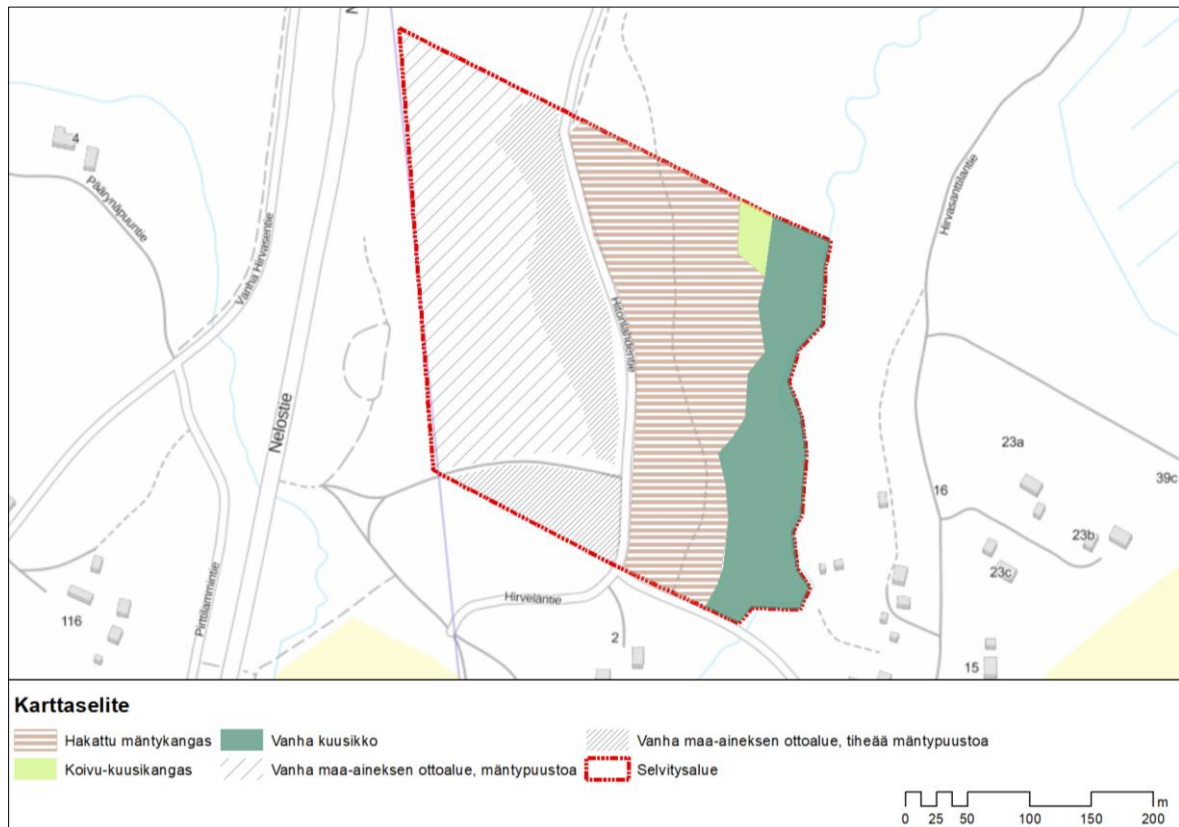 4
Päärynäpuuntie
Vanha Hirvasentie
Nelostie
Pirttilammintie
116
Hitonlahdentie
Hirveläntie
2
Hirvasanttilantie
23a
39c
16
23b
23c
15
Karttaselite
Hakattu mäntykangas
Vanha kuusikko
Vanha maa-aineksen ottoalue, tiheää mäntypuustoa
Koivu-kuusikangas
Vanha maa-aineksen ottoalue, mäntypuustoa
Selvitysalue
m
0 25 50 100 150 200